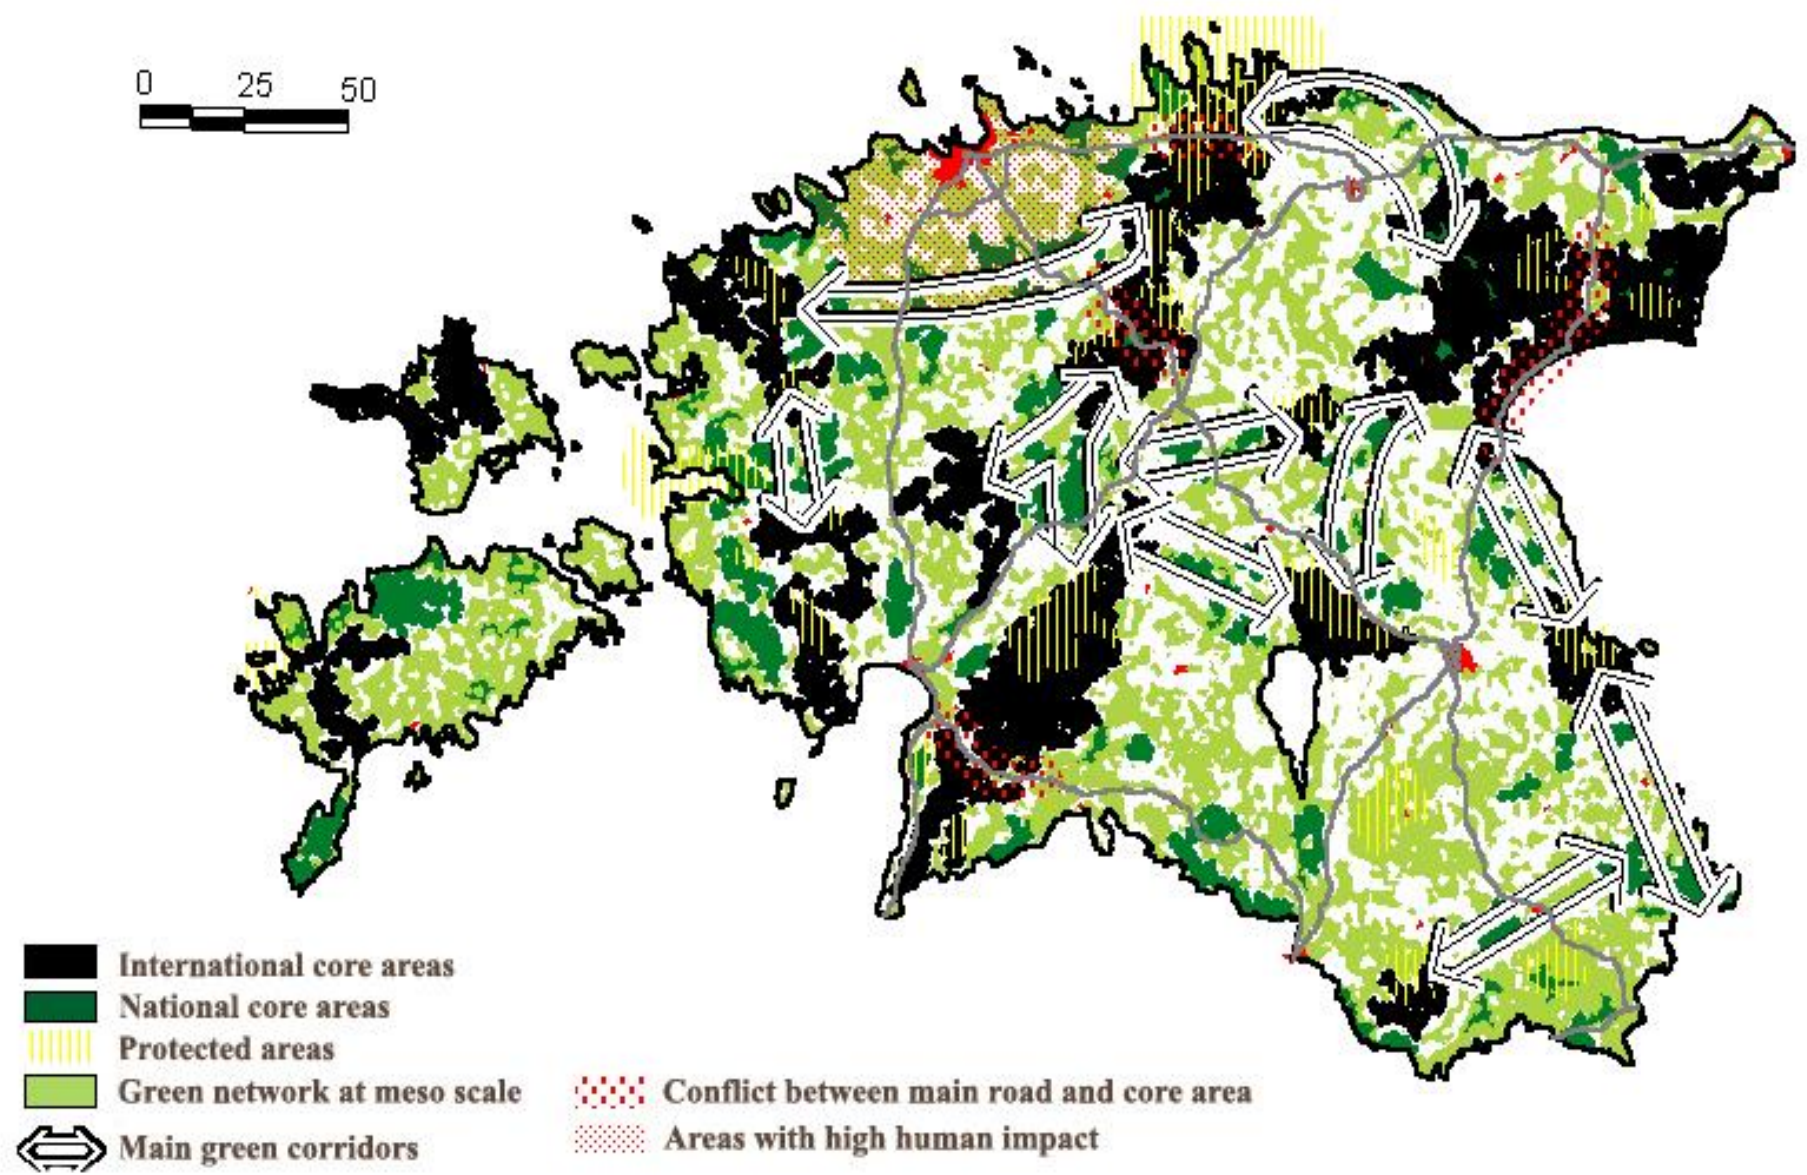 0 25 50
International core areas
National core areas
Protected areas
Green network at meso scale
Main green corridors
Conflict between main road and core area
Areas with high human impact